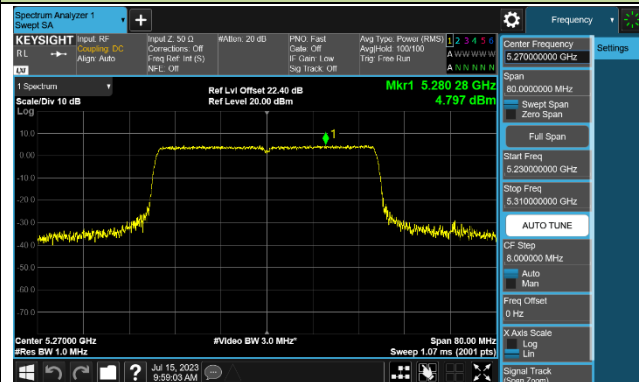 Spectrum Analyzer 1
Swept SA
Frequency
KEYSIGHT
RL
LXI
Input: RF
Coupling: DC
Align: Auto
Input Z: 50 Ω
Corrections: Off
Freq Ref: Int (S)
NFE: Off
#Atten: 20 dB
PNO: Fast
Gate: Off
IF Gain: Low
Sig Track: Off
Avg Type: Power (RMS)
Avg|Hold: 100/100
Trig: Free Run
1 2 3 4 5 6
A W W W W W
A N N N N N
1 Spectrum
Scale/Div 10 dB
Log
Ref Lvl Offset 22.40 dB
Ref Level 20.00 dBm
Mkr1 5.280 28 GHz
4.797 dBm
1
10.0
0.00
-10.0
-20.0
-30.0
-40.0
-50.0
-60.0
-70.0
Center 5.27000 GHz
#Res BW 1.0 MHz
#Video BW 3.0 MHz*
Span 80.00 MHz
Sweep 1.07 ms (2001 pts)
Jul 15, 2023
9:59:03 AM
Center Frequency
5.270000000 GHz
Settings
Span
80.0000000 MHz
Swept Span
Zero Span
Full Span
Start Freq
5.230000000 GHz
Stop Freq
5.310000000 GHz
AUTO TUNE
CF Step
8.000000 MHz
Auto
Man
Freq Offset
0 Hz
X Axis Scale
Log
Lin
Signal Track
(Span Zoom)